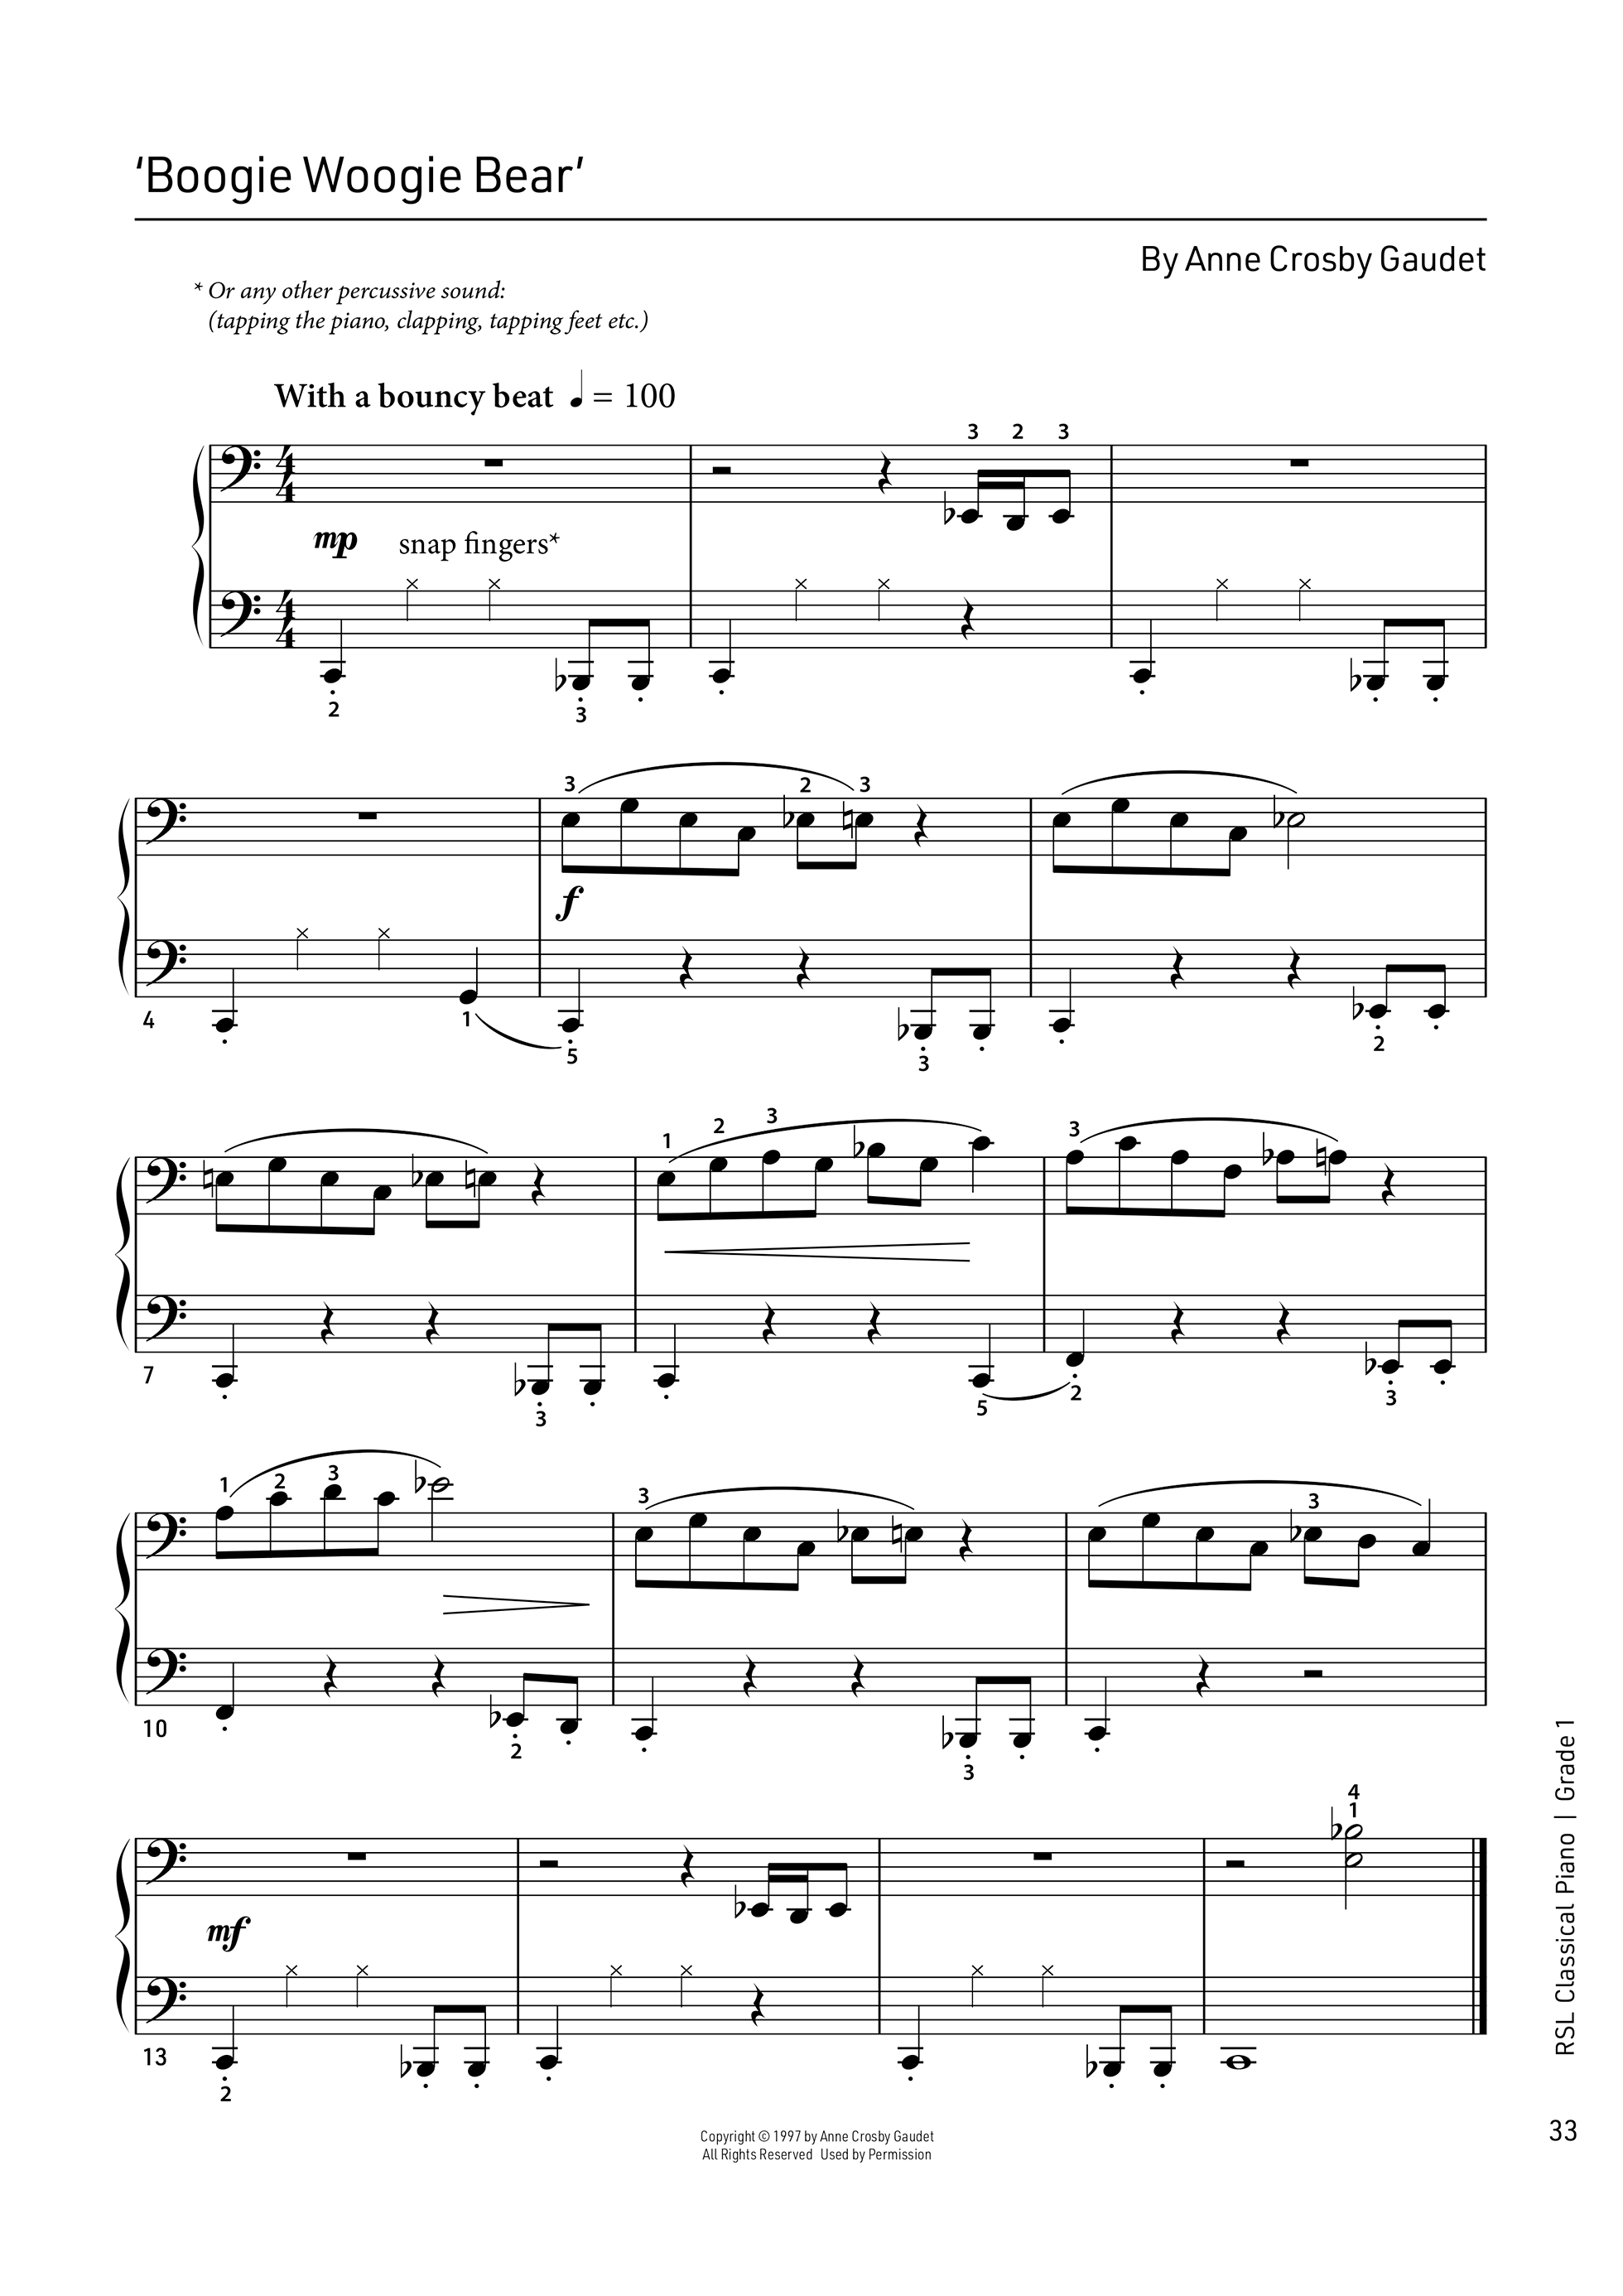 ‘Boogie Woogie Bear’
By Anne Crosby Gaudet
* Or any other percussive sound:
(tapping the piano, clapping, tapping feet etc.)
With a bouncy beat ♩ = 100
3 2 3
mp snap fingers*
2 3
3 2 3
f
4 1 5 3 2
1 2 3 3
7 3 5 2 3
1 2 3 3 3
10 2 3
4
1
mf
13
2
Copyright © 1997 by Anne Crosby Gaudet
All Rights Reserved Used by Permission
RSL Classical Piano | Grade 1
33